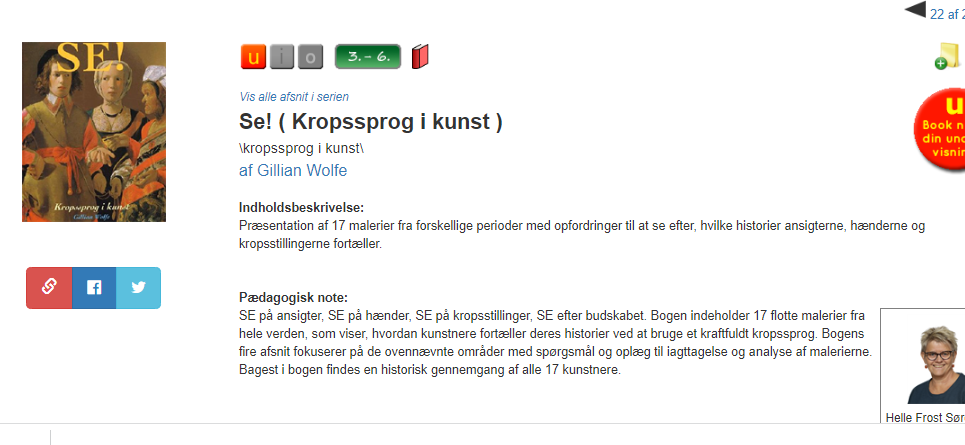 22 af 2
SE!
Kropssprog i kunst
Gillian Wolfe
u i o 3.- 6.
Vis alle afsnit i serien
Se! ( Kropssprog i kunst )
\kropssprog i kunst\
af Gillian Wolfe
u
Book n
din und
visnin
Indholdsbeskrivelse:
Præsentation af 17 malerier fra forskellige perioder med opfordringer til at se efter, hvilke historier ansigterne, hænderne og
kropsstillingerne fortæller.
Pædagogisk note:
SE på ansigter, SE på hænder, SE på kropsstillinger, SE efter budskabet. Bogen indeholder 17 flotte malerier fra
hele verden, som viser, hvordan kunstnere fortæller deres historier ved at bruge et kraftfuldt kropssprog. Bogens
fire afsnit fokuserer på de ovennævnte områder med spørgsmål og oplæg til iagttagelse og analyse af malerierne.
Bagest i bogen findes en historisk gennemgang af alle 17 kunstnere.
Helle Frost Sør